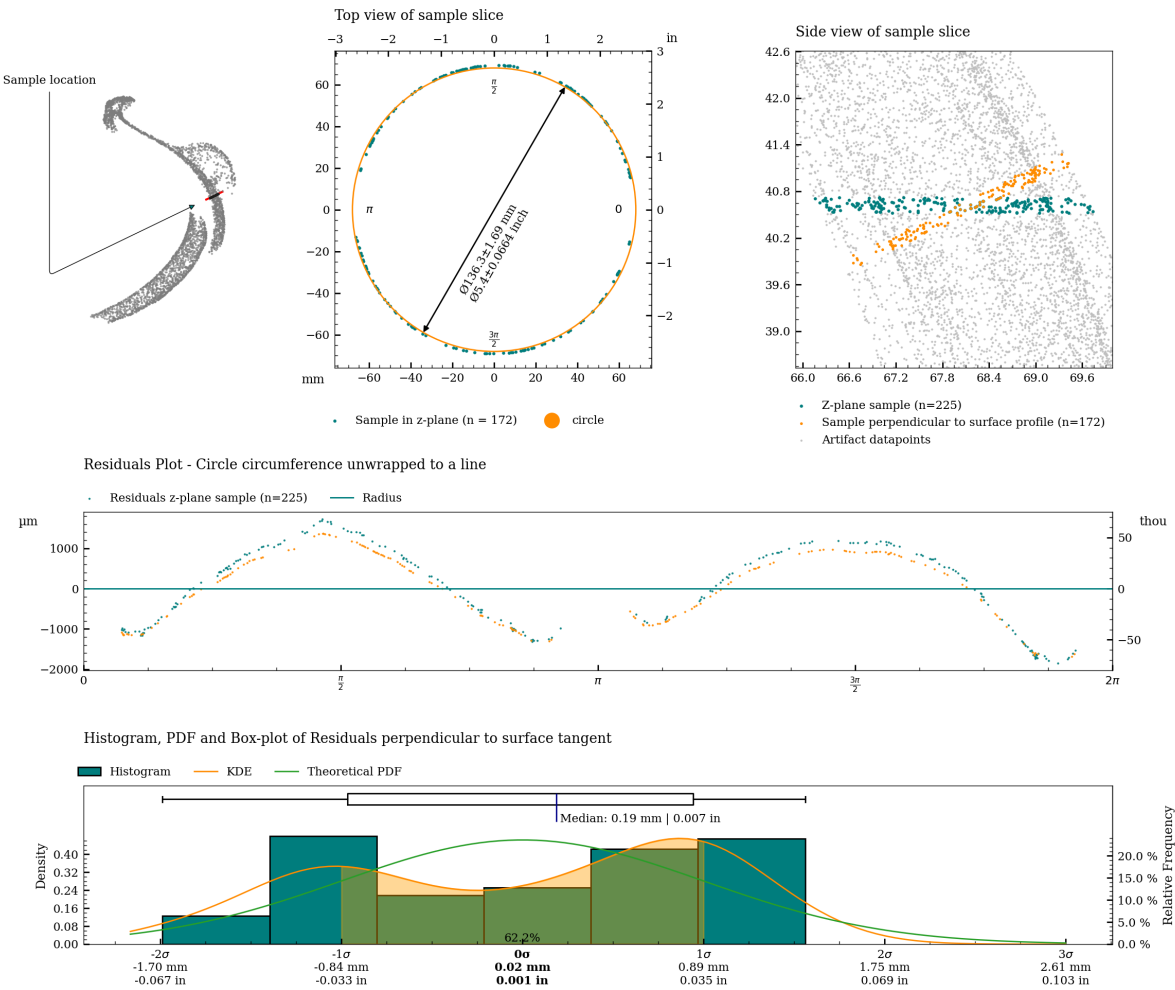 Sample location
Top view of sample slice
−3 −2 −1 0 1 2 in
3
2
1
0
−1
−2
60
40
20
0
−20
−40
−60
π/2
π
0
3π/2
Ø136.3±1.69 mm
Ø5.4±0.0664 inch
mm −60 −40 −20 0 20 40 60
Sample in z-plane (n = 172) circle
Side view of sample slice
42.6
42.0
41.4
40.8
40.2
39.6
39.0
66.0 66.6 67.2 67.8 68.4 69.0 69.6
Z-plane sample (n=225)
Sample perpendicular to surface profile (n=172)
Artifact datapoints
Residuals Plot - Circle circumference unwrapped to a line
Residuals z-plane sample (n=225) Radius
µm
1000
0
−1000
−2000
thou
50
0
−50
0 π/2 π 3π/2 2π
Histogram, PDF and Box-plot of Residuals perpendicular to surface tangent
Histogram KDE Theoretical PDF
Median: 0.19 mm | 0.007 in
Density
0.40
0.32
0.24
0.16
0.08
0.00
Relative Frequency
20.0 %
15.0 %
10.0 %
5.0 %
0.0 %
62.2%
-2σ -1σ 0σ 1σ 2σ 3σ
-1.70 mm -0.84 mm 0.02 mm 0.89 mm 1.75 mm 2.61 mm
-0.067 in -0.033 in 0.001 in 0.035 in 0.069 in 0.103 in